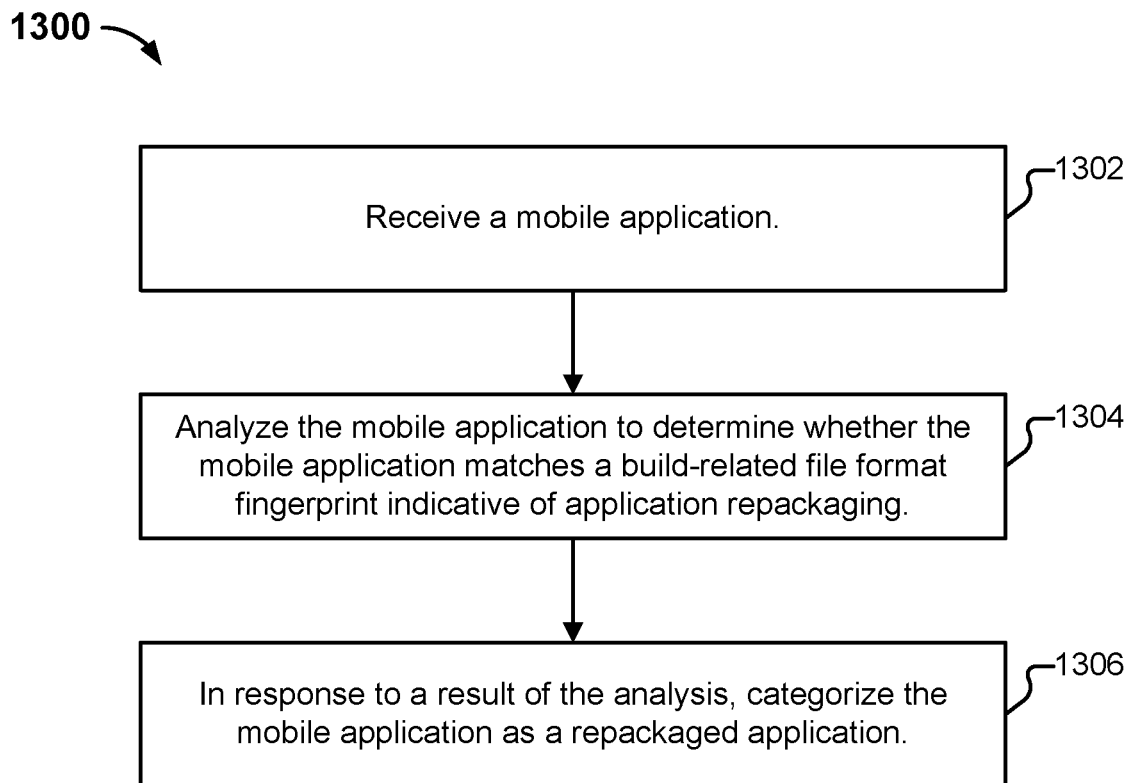 1300
1302
Receive a mobile application.
1304
Analyze the mobile application to determine whether the
mobile application matches a build-related file format
fingerprint indicative of application repackaging.
1306
In response to a result of the analysis, categorize the
mobile application as a repackaged application.